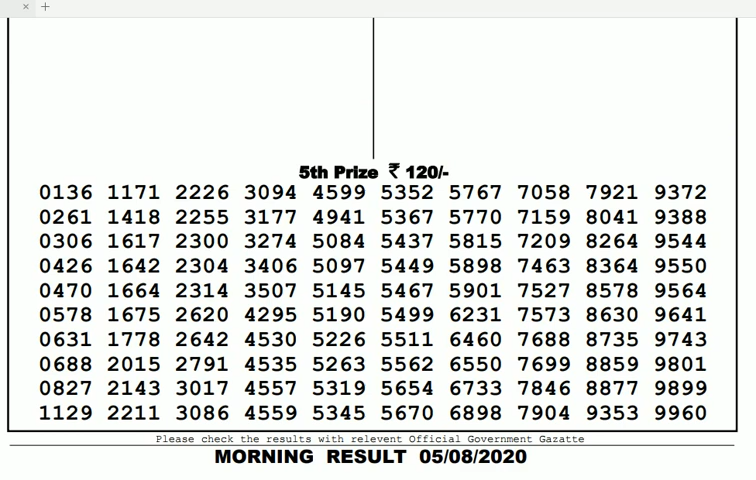 5th Prize ₹ 120/-
0136 1171 2226 3094 4599 5352 5767 7058 7921 9372
0261 1418 2255 3177 4941 5367 5770 7159 8041 9388
0306 1617 2300 3274 5084 5437 5815 7209 8264 9544
0426 1642 2304 3406 5097 5449 5898 7463 8364 9550
0470 1664 2314 3507 5145 5467 5901 7527 8578 9564
0578 1675 2620 4295 5190 5499 6231 7573 8630 9641
0631 1778 2642 4530 5226 5511 6460 7688 8735 9743
0688 2015 2791 4535 5263 5562 6550 7699 8859 9801
0827 2143 3017 4557 5319 5654 6733 7846 8877 9899
1129 2211 3086 4559 5345 5670 6898 7904 9353 9960
Please check the results with relevent Official Government Gazatte
MORNING RESULT 05/08/2020